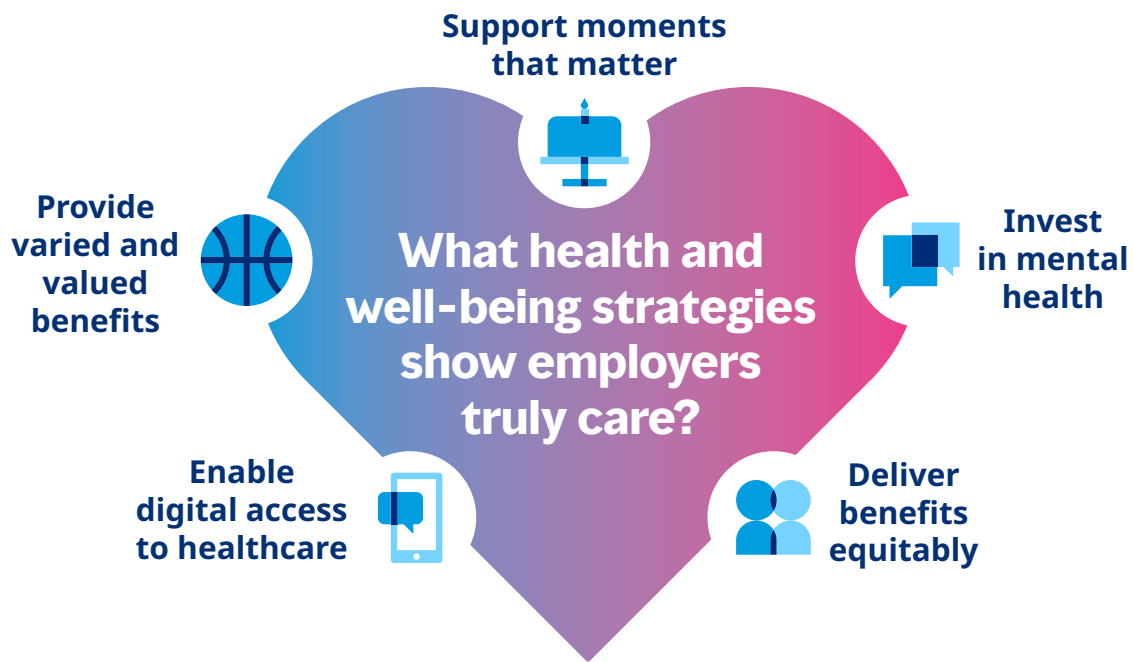 Support moments
that matter
Provide
varied and
valued
benefits
What health and
well-being strategies
show employers
truly care?
Invest
in mental
health
Enable
digital access
to healthcare
Deliver
benefits
equitably